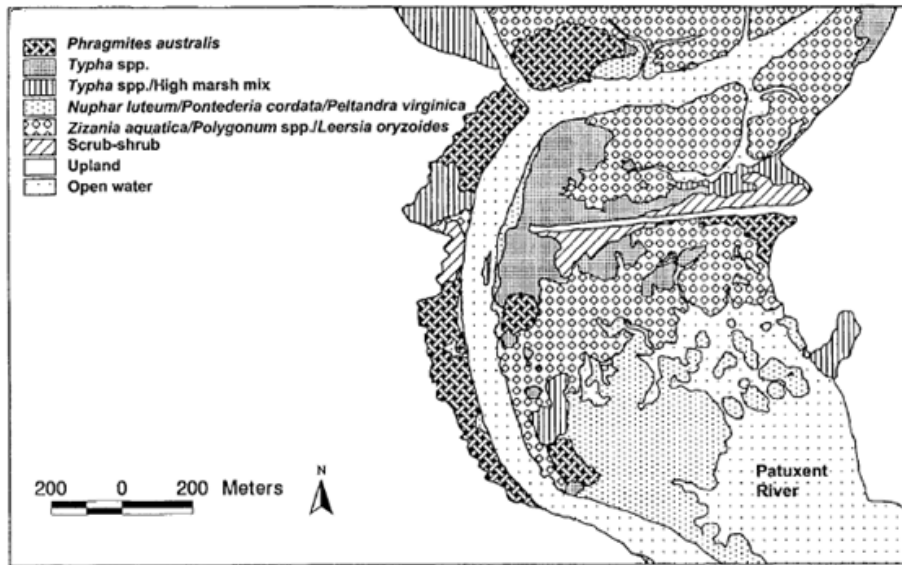 Phragmites australis
Typha spp.
Typha spp./High marsh mix
Nuphar luteum/Pontederia cordata/Peltandra virginica
Zizania aquatica/Polygonum spp./Leersia oryzoides
Scrub-shrub
Upland
Open water
200 0 200 Meters
N
Patuxent
River